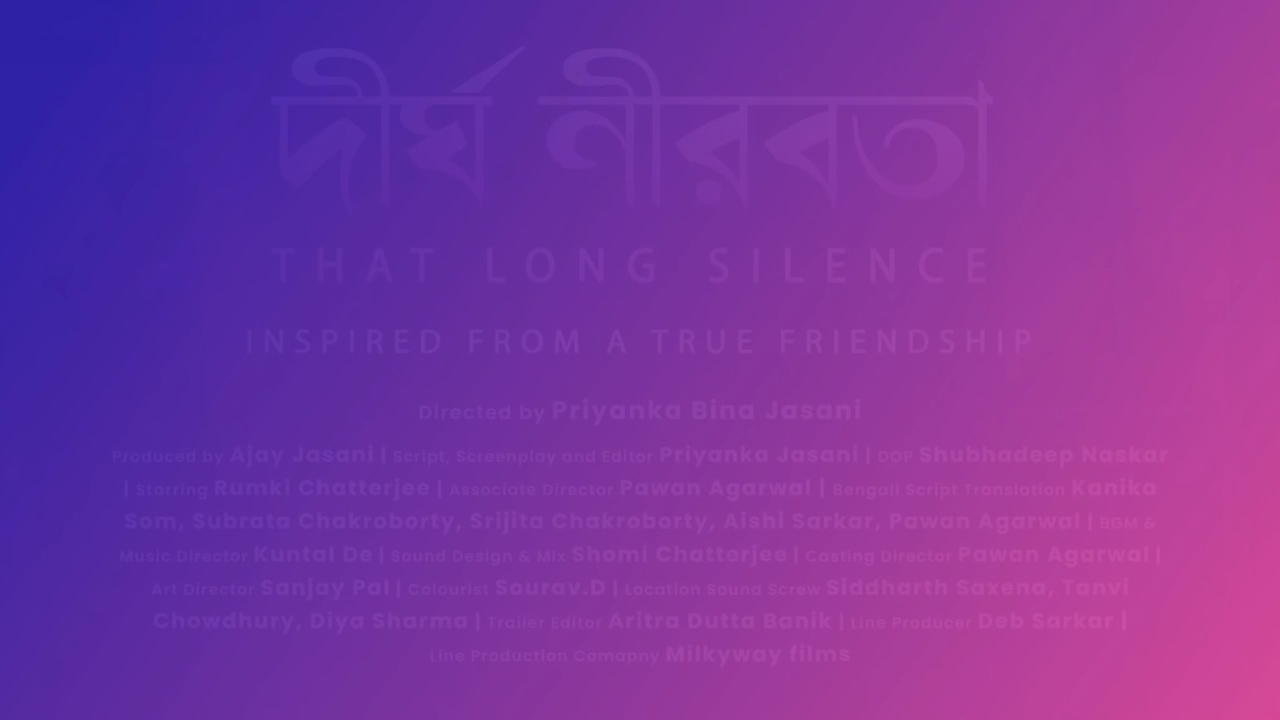 দীর্ঘ নীরবতা
THAT LONG SILENCE
INSPIRED FROM A TRUE FRIENDSHIP
Directed by Priyanka Bina Jasani
Produced by Ajay Jasani | Script, Screenplay and Editor Priyanka Jasani | DOP Shubhadeep Naskar
| Starring Rumki Chatterjee | Associate Director Pawan Agarwal | Bengali Script Translation Kanika
Som, Subrata Chakroborty, Srijita Chakroborty, Aishi Sarkar, Pawan Agarwal | BGM &
Music Director Kuntal De | Sound Design & Mix Shomi Chatterjee | Casting Director Pawan Agarwal |
Art Director Sanjay Pal | Colourist Sourav.D | Location Sound Screw Siddharth Saxena, Tanvi
Chowdhury, Diya Sharma | Trailer Editor Aritra Dutta Banik | Line Producer Deb Sarkar |
Line Production Comapny Milkyway films